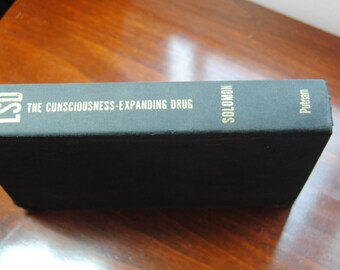 LSD
THE CONSCIOUSNESS-EXPANDING DRUG
SOLOMON
Putnam